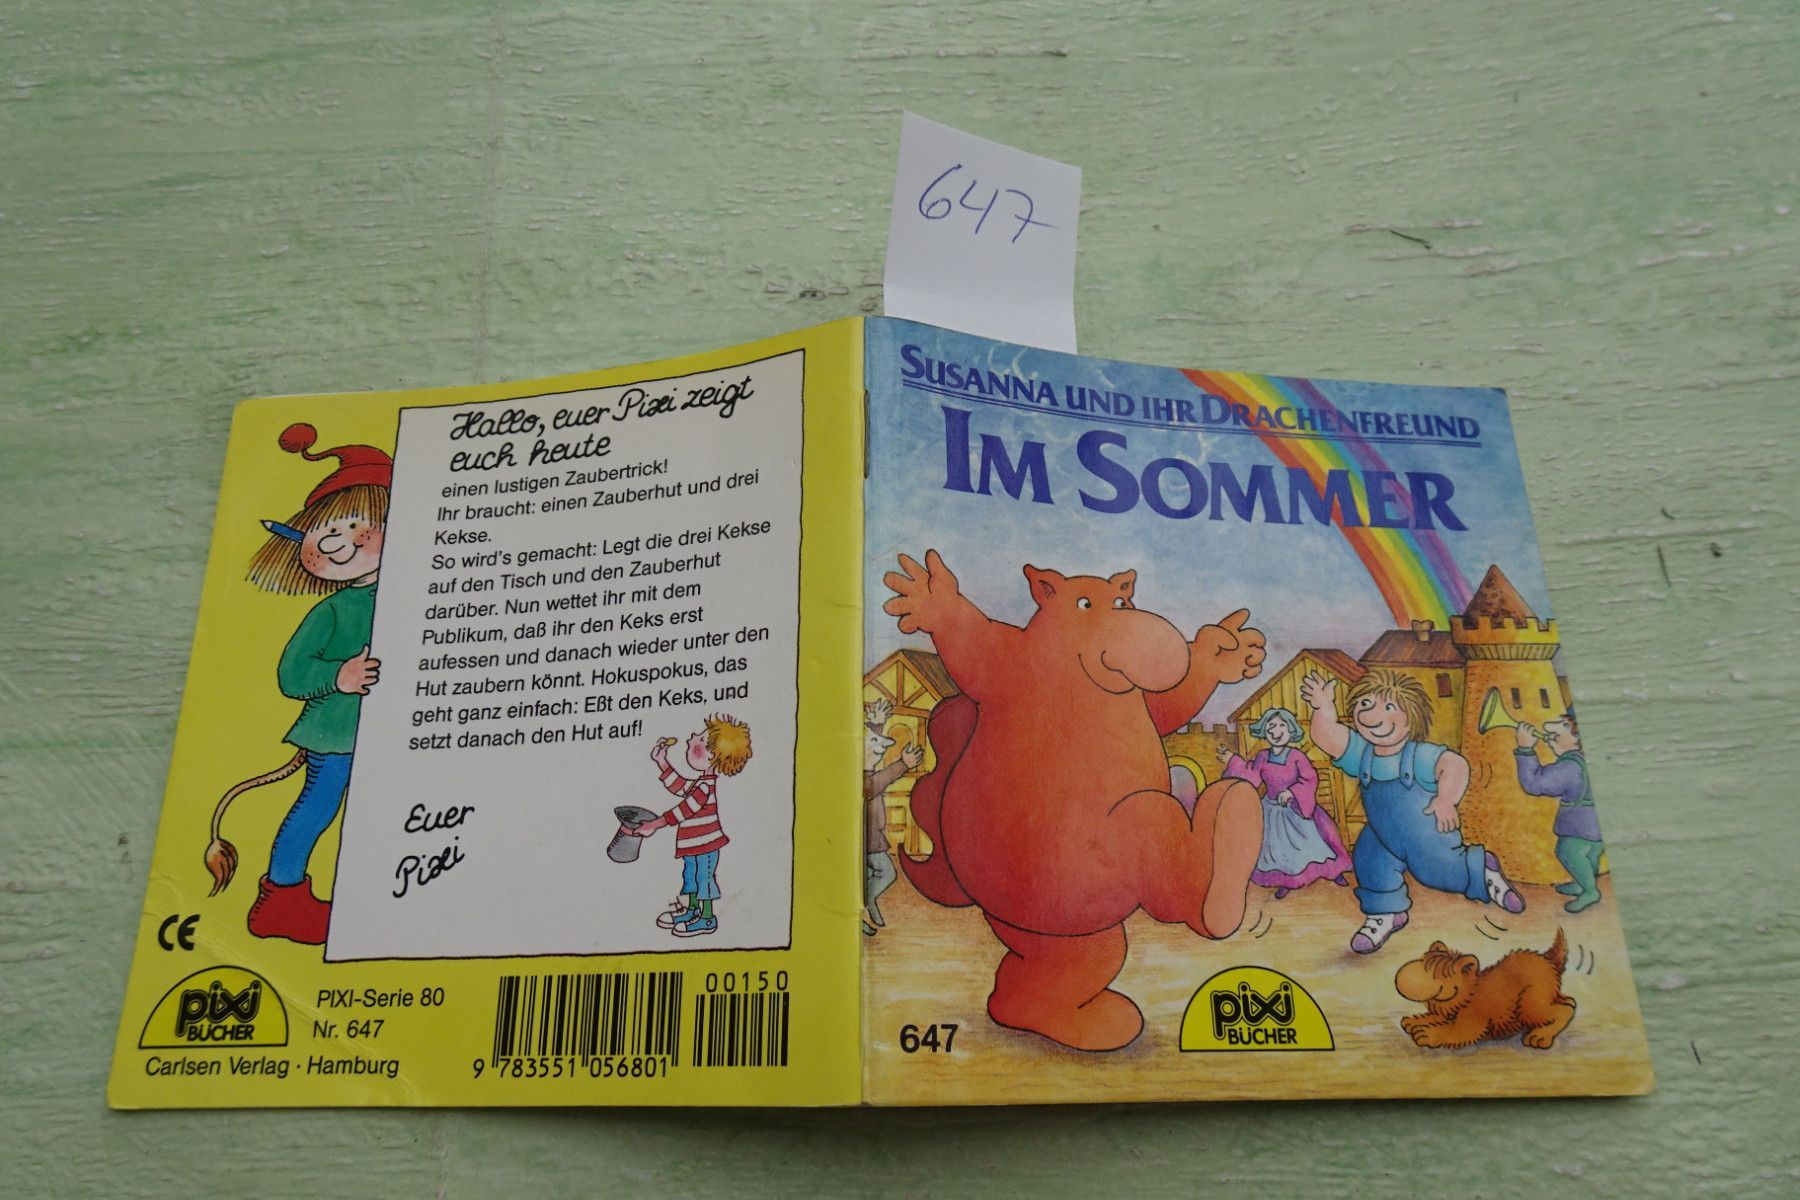 647
Hallo, euer Pixi zeigt
euch heute
einen lustigen Zaubertrick!
Ihr braucht: einen Zauberhut und drei
Kekse.
So wird's gemacht: Legt die drei Kekse
auf den Tisch und den Zauberhut
darüber. Nun wettet ihr mit dem
Publikum, daß ihr den Keks erst
aufessen und danach wieder unter den
Hut zaubern könnt. Hokuspokus, das
geht ganz einfach: Eßt den Keks, und
setzt danach den Hut auf!
Euer
Pixi
CE
pixi
BÜCHER
PIXI-Serie 80
Nr. 647
Carlsen Verlag · Hamburg
9 783551 056801
00150
SUSANNA UND IHR DRACHENFREUND
IM SOMMER
647
pixi
BÜCHER